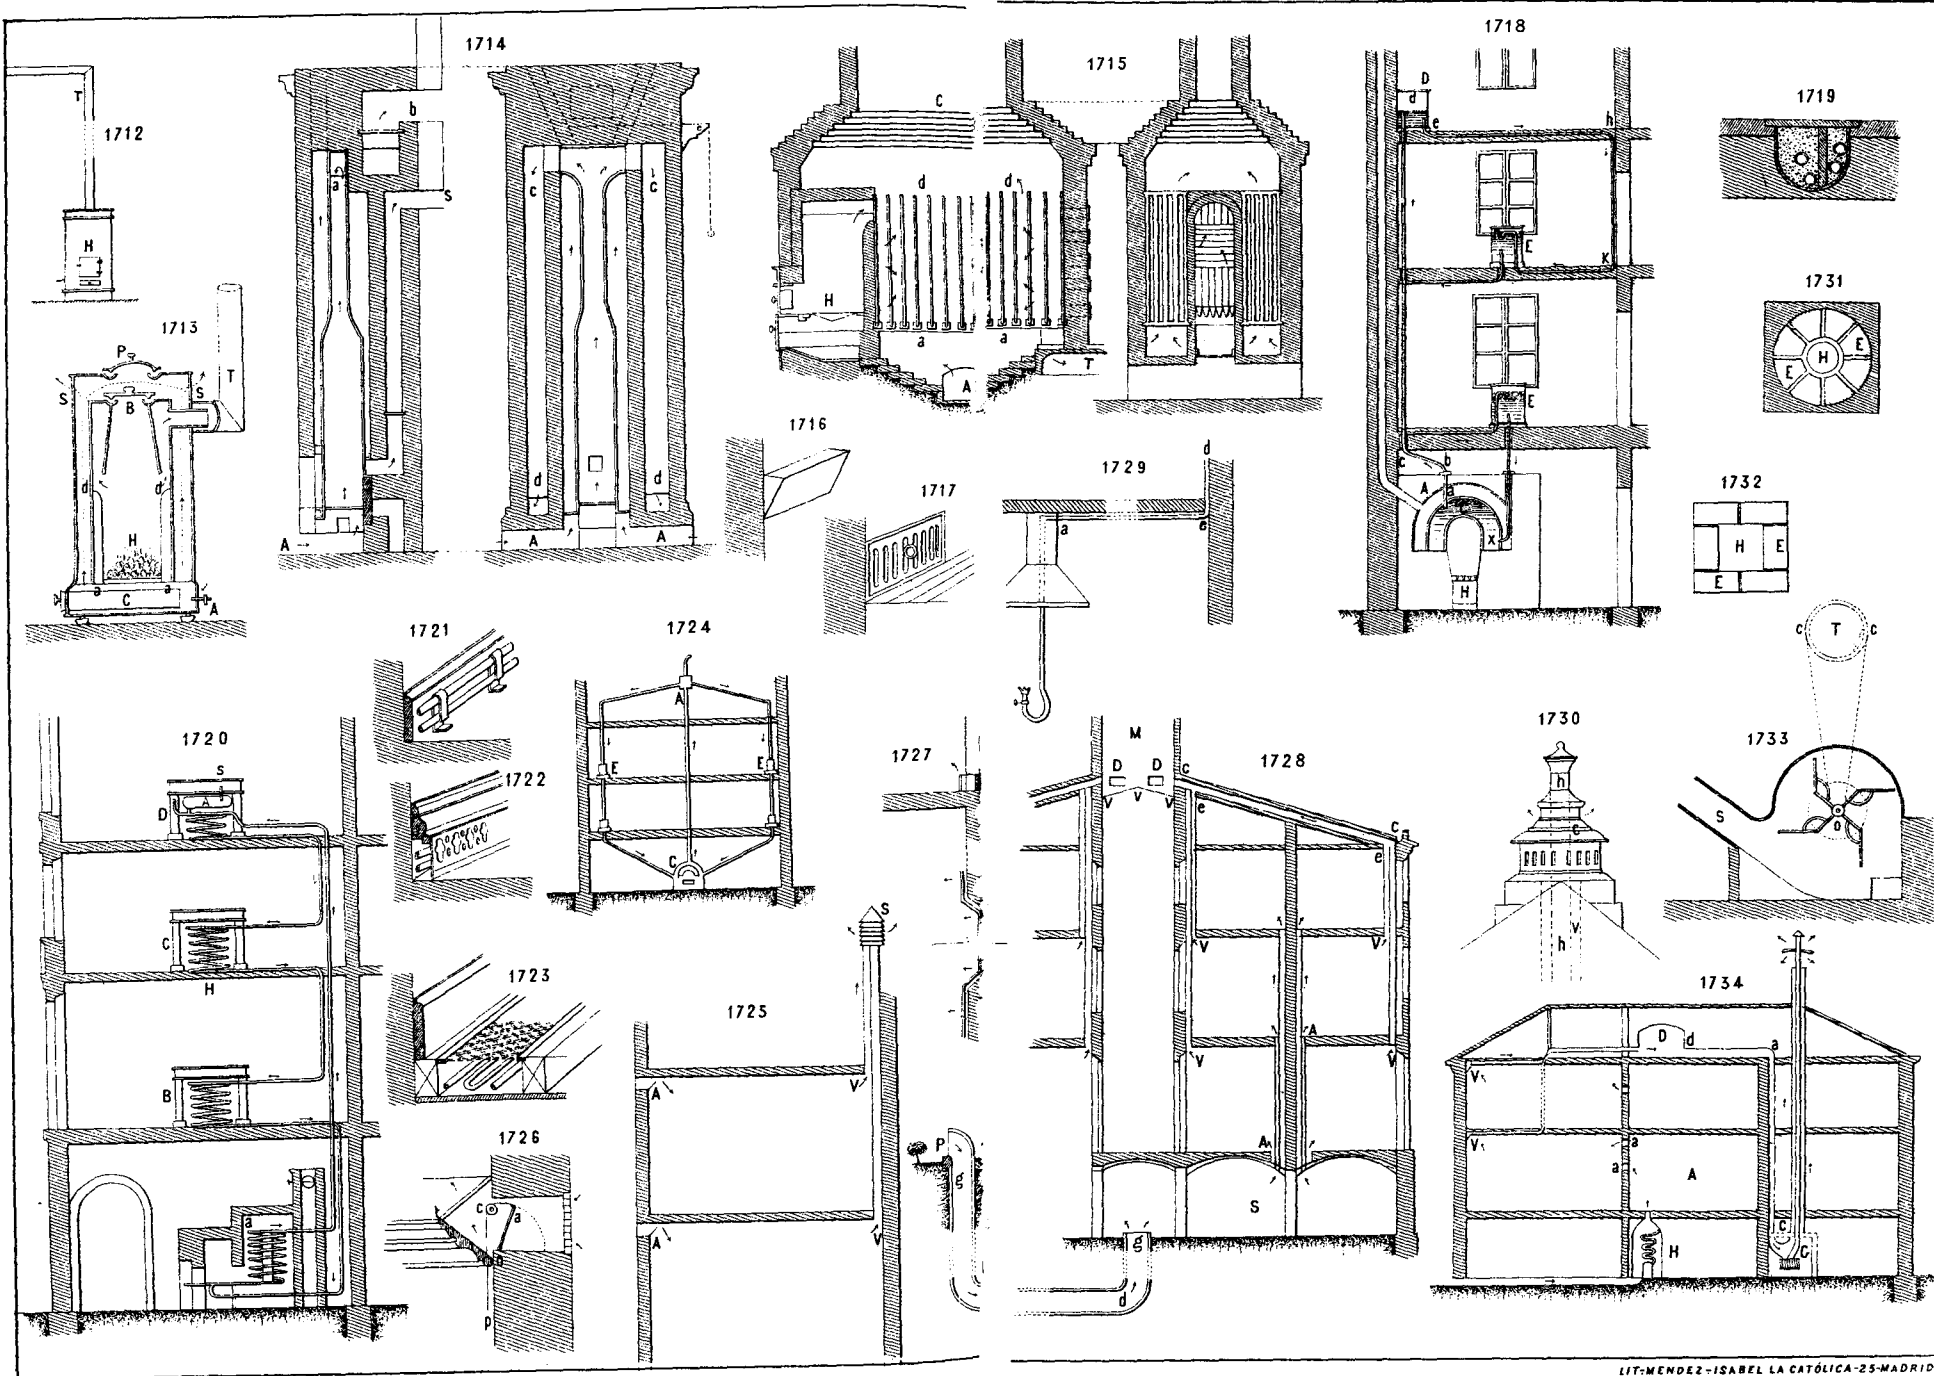 1712
T
H
1713
P
S
S
T
B
d
d
H
a
a
C
A
1714
b
a
S
A
c
c
d
d
A
A
e
1715
C
d
d
H
a
a
A
T
1716
1717
1718
D
d
e
h
i
E
K
E
c
b
A
a
C
x
H
1719
1731
E
H
E
1732
H
E
E
1729
d
a
e
1720
S
A
D
C
H
B
a
1721
1722
1723
1724
A
E
E
C
1725
S
A
V
A
V
1726
c
a
o
p
1727
P
g
1728
M
D
D
C
V
V
V
e
C
e
V
V
A
V
V
A
S
g
d
1730
h
C
V
h
1733
C
T
C
S
O
1734
D
d
a
V
V
a
a
A
C
H
G
LIT-MENDEZ-ISABEL LA CATÓLICA-25-MADRID